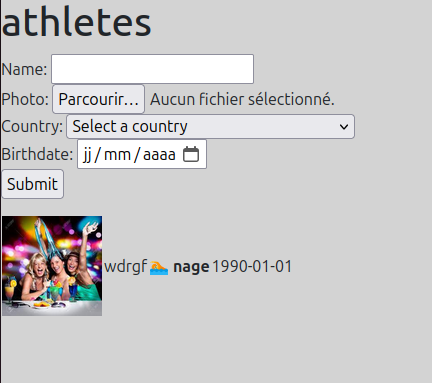 athletes
Name:
Photo: Parcourir… Aucun fichier sélectionné.
Country: Select a country
Birthdate: jj/mm/aaaa
Submit
wdrgf 🏊 nage 1990-01-01